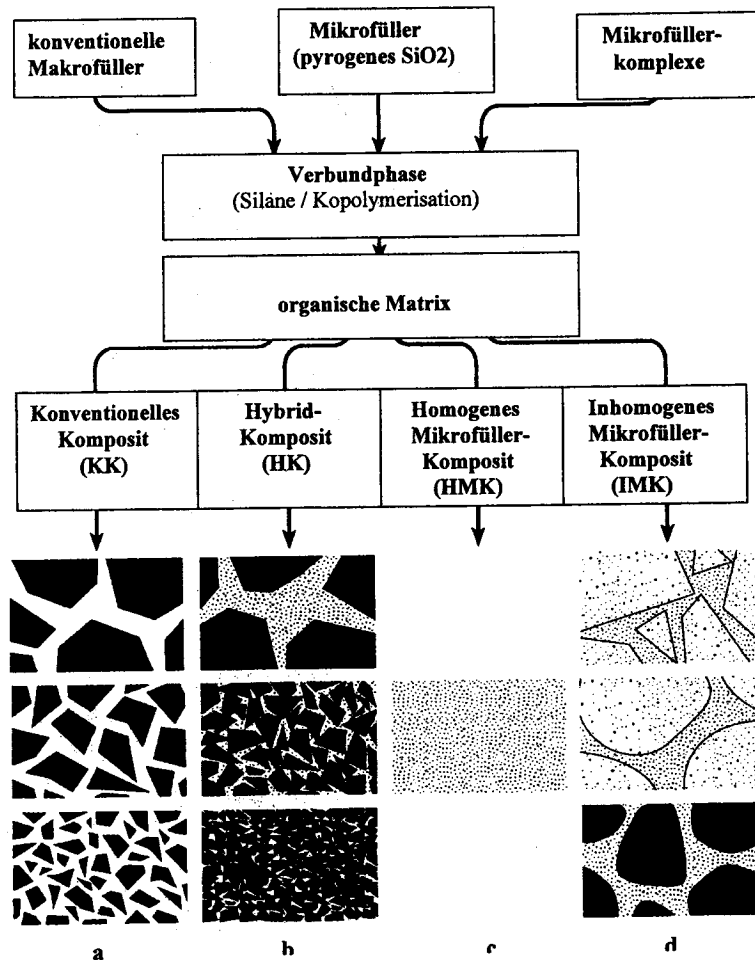 konventionelle
Makrofüller
Mikrofüller
(pyrogenes SiO2)
Mikrofüller-
komplexe
Verbundphase
(Silane / Kopolymerisation)
organische Matrix
Konventionelles
Komposit
(KK)
Hybrid-
Komposit
(HK)
Homogenes
Mikrofüller-
Komposit
(HMK)
Inhomogenes
Mikrofüller-
Komposit
(IMK)
a
b
c
d